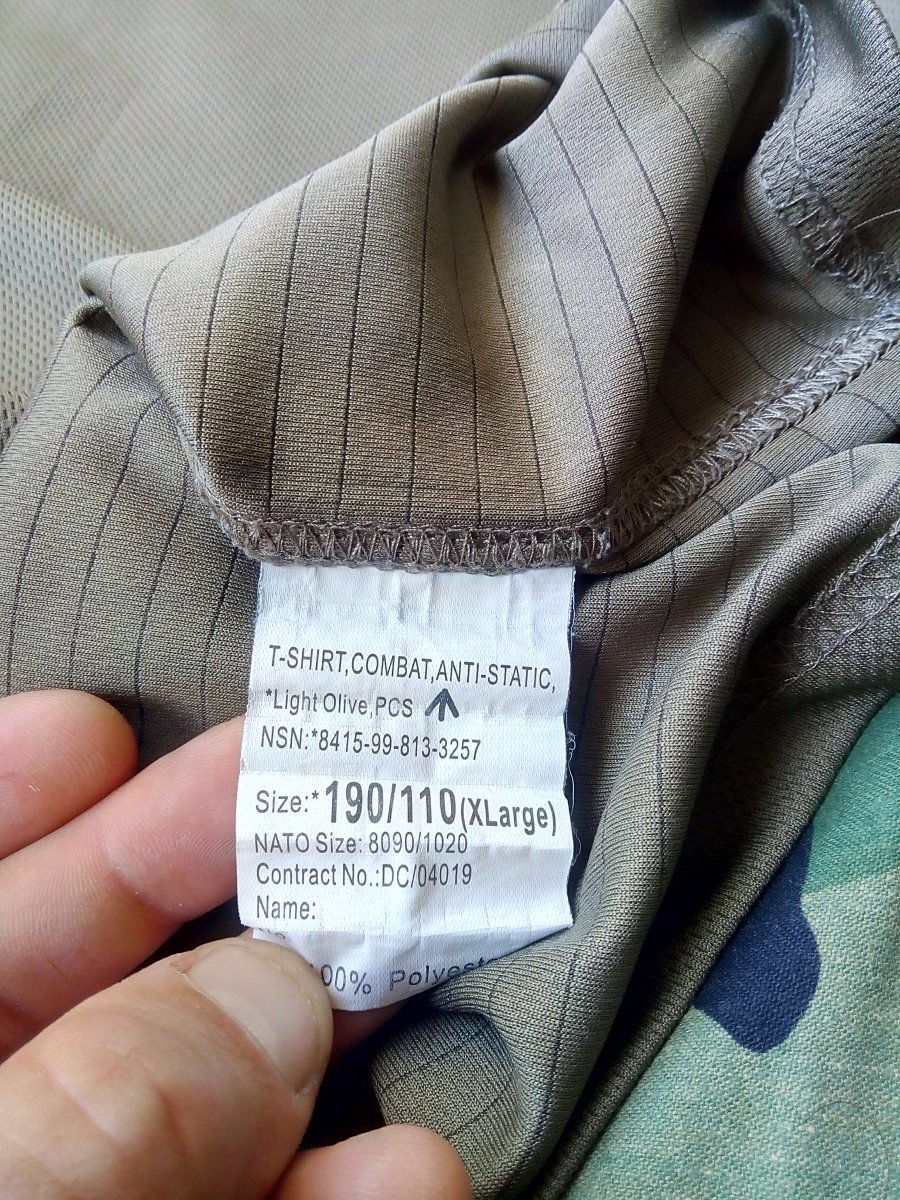 T-SHIRT,COMBAT,ANTI-STATIC,
*Light Olive,PCS
NSN:*8415-99-813-3257
Size:*190/110(XLarge)
NATO Size: 8090/1020
Contract No.:DC/04019
Name: